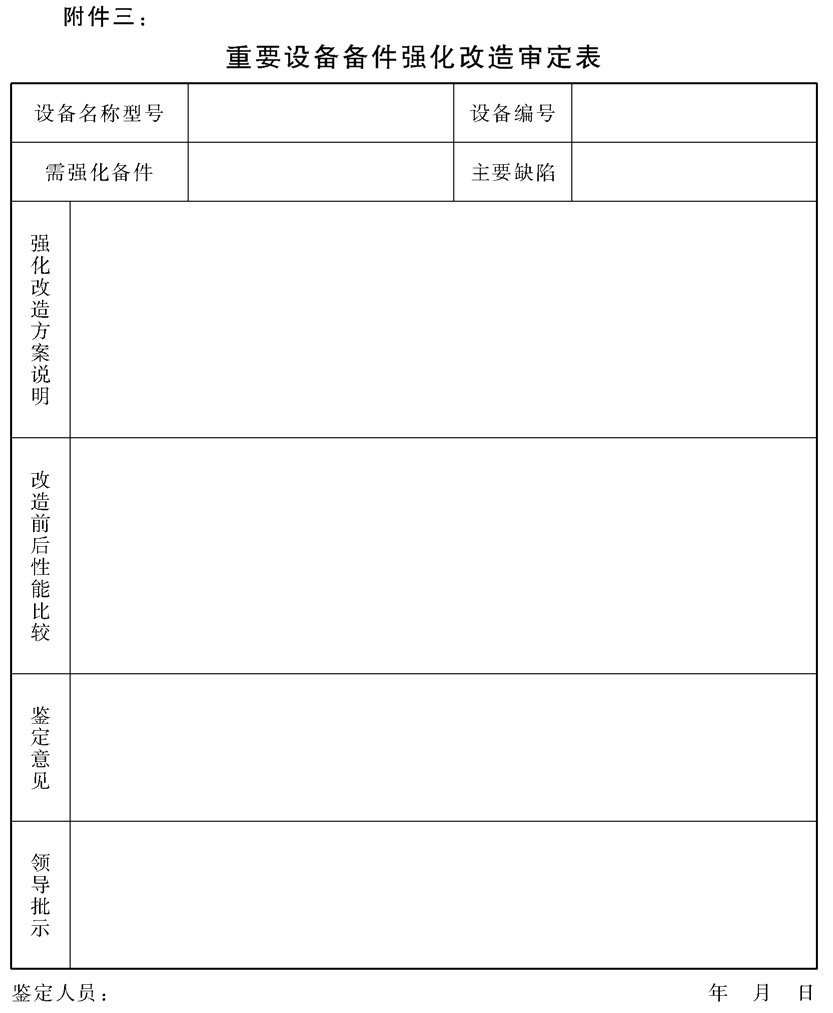 附件三：
重要设备备件强化改造审定表
设备名称型号
设备编号
需强化备件
主要缺陷
强化改造方案说明
改造前后性能比较
鉴定意见
领导批示
鉴定人员：
年 月 日